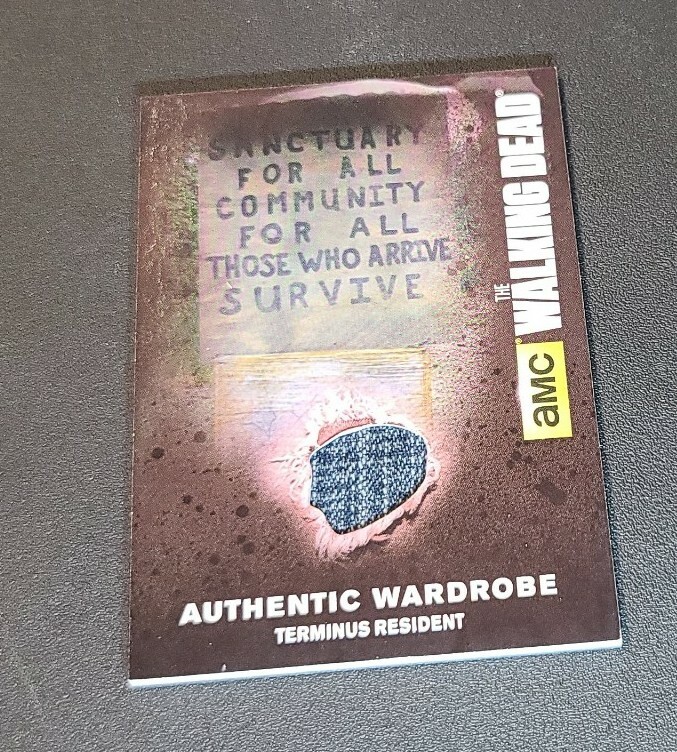 SANCTUARY
FOR ALL
COMMUNITY
FOR ALL
THOSE WHO ARRIVE
SURVIVE
THE
WALKING DEAD®
aMC
AUTHENTIC WARDROBE
TERMINUS RESIDENT